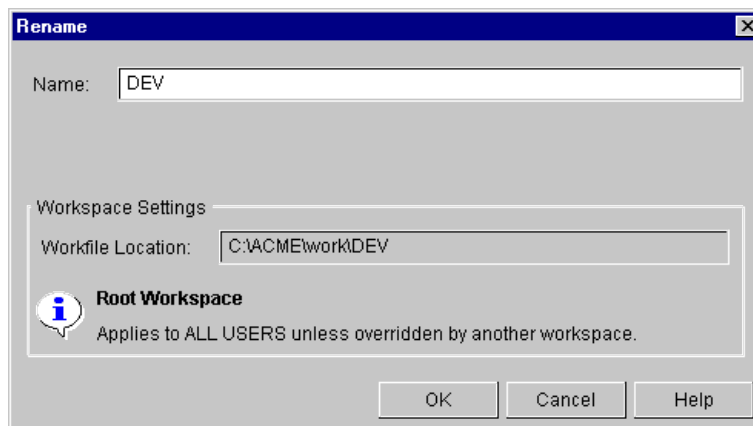 Rename
Name: DEV
Workspace Settings
Workfile Location: C:\ACME\work\DEV
Root Workspace
Applies to ALL USERS unless overridden by another workspace.
OK Cancel Help